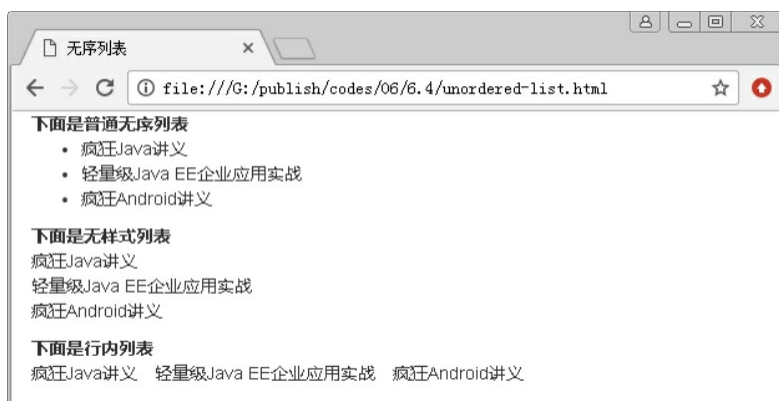 无序列表
file:///G:/publish/codes/06/6.4/unordered-list.html
下面是普通无序列表
• 疯狂Java讲义
• 轻量级Java EE企业应用实战
• 疯狂Android讲义
下面是无样式列表
疯狂Java讲义
轻量级Java EE企业应用实战
疯狂Android讲义
下面是行内列表
疯狂Java讲义 轻量级Java EE企业应用实战 疯狂Android讲义